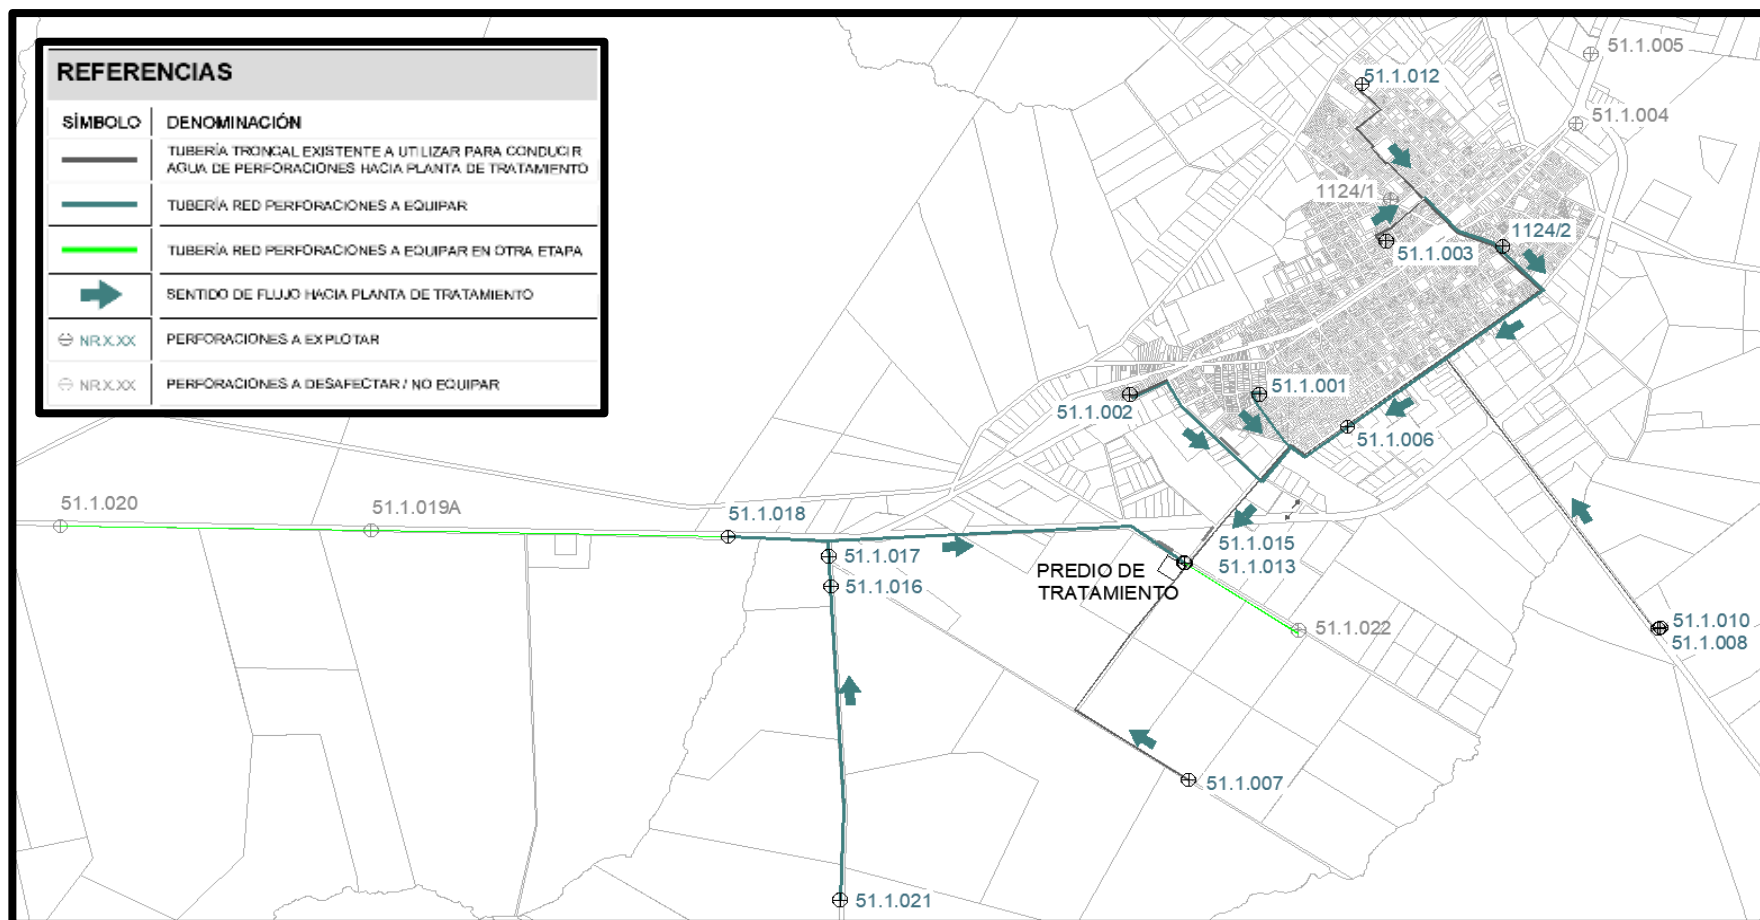 REFERENCIAS
SÍMBOLO DENOMINACIÓN
TUBERÍA TRONCAL EXISTENTE A UTILIZAR PARA CONDUCIR
AGUA DE PERFORACIONES HACIA PLANTA DE TRATAMIENTO
TUBERÍA RED PERFORACIONES A EQUIPAR
TUBERÍA RED PERFORACIONES A EQUIPAR EN OTRA ETAPA
SENTIDO DE FLUJO HACIA PLANTA DE TRATAMIENTO
NR.X.XX PERFORACIONES A EXPLOTAR
NR.X.XX PERFORACIONES A DESAFECTAR / NO EQUIPAR
51.1.005
51.1.012
51.1.004
1124/1
1124/2
51.1.003
51.1.001
51.1.002
51.1.006
51.1.020
51.1.019A
51.1.018
51.1.017
51.1.015
51.1.013
51.1.016
PREDIO DE
TRATAMIENTO
51.1.022
51.1.010
51.1.008
51.1.007
51.1.021